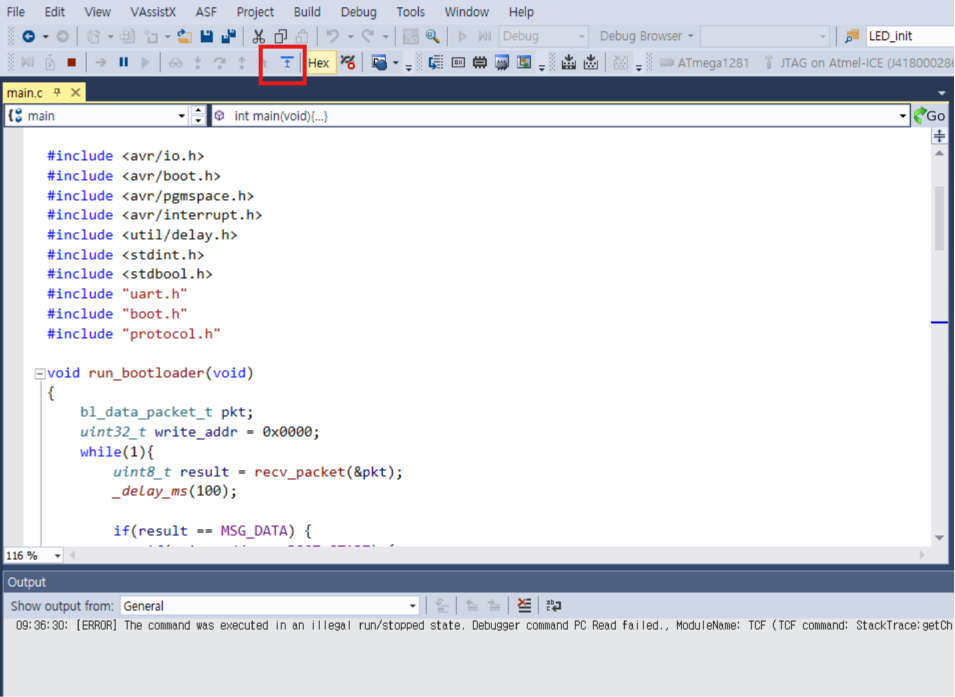 File Edit View VAssistX ASF Project Build Debug Tools Window Help
Debug Debug Browser LED_init
Hex ATmega1281 JTAG on Atmel-ICE (J4180002
main.c
main int main(void){...} Go
#include <avr/io.h>
#include <avr/boot.h>
#include <avr/pgmspace.h>
#include <avr/interrupt.h>
#include <util/delay.h>
#include <stdint.h>
#include <stdbool.h>
#include "uart.h"
#include "boot.h"
#include "protocol.h"
void run_bootloader(void)
{
bl_data_packet_t pkt;
uint32_t write_addr = 0x0000;
while(1){
uint8_t result = recv_packet(&pkt);
_delay_ms(100);
if(result == MSG_DATA) {
116 %
Output
Show output from: General
09:36:30: [ERROR] The command was executed in an illegal run/stopped state. Debugger command PC Read failed., ModuleName: TCF (TCF command: StackTrace:getCh